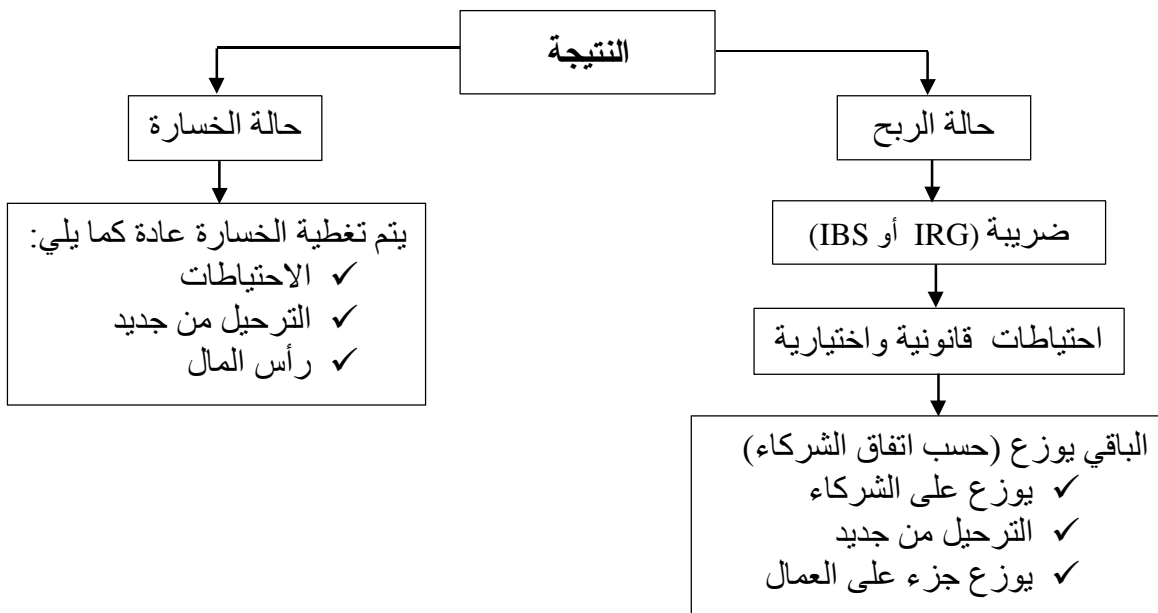 النتيجة
حالة الربح
ضريبة (IRG أو IBS)
احتياطات قانونية واختيارية
الباقي يوزع (حسب اتفاق الشركاء)
✓ يوزع على الشركاء
✓ الترحيل من جديد
✓ يوزع جزء على العمال
حالة الخسارة
يتم تغطية الخسارة عادة كما يلي:
✓ الاحتياطات
✓ الترحيل من جديد
✓ رأس المال